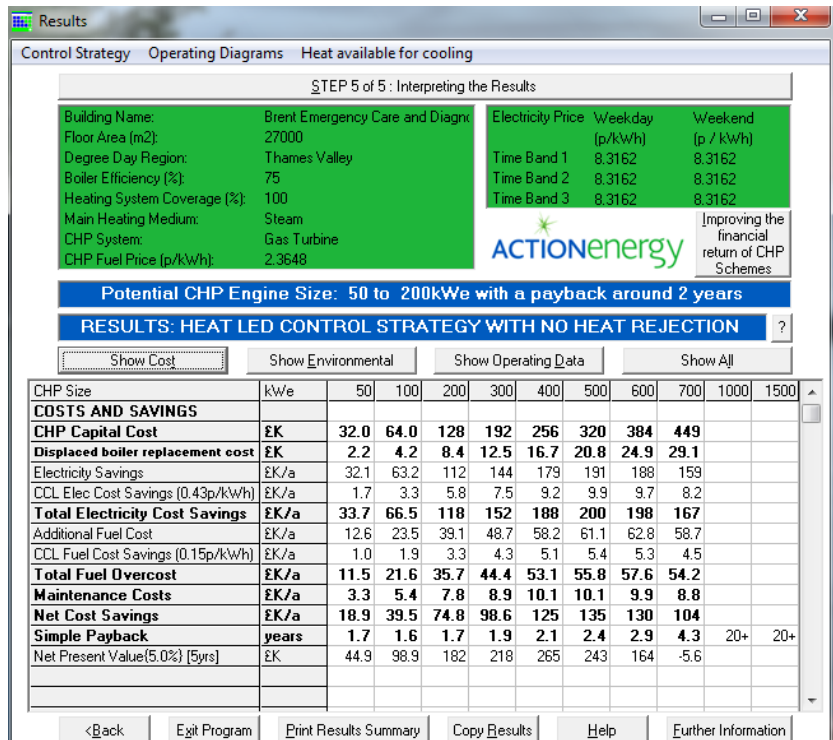 Results
Control Strategy Operating Diagrams Heat available for cooling
STEP 5 of 5 : Interpreting the Results
Building Name: Brent Emergency Care and Diagno
Floor Area (m2): 27000
Degree Day Region: Thames Valley
Boiler Efficiency (%): 75
Heating System Coverage (%): 100
Main Heating Medium: Steam
CHP System: Gas Turbine
CHP Fuel Price (p/kWh): 2.3648
Electricity Price Weekday Weekend
(p/kWh) (p / kWh)
Time Band 1 8.3162 8.3162
Time Band 2 8.3162 8.3162
Time Band 3 8.3162 8.3162
ACTIONenergy
Improving the
financial
return of CHP
Schemes
Potential CHP Engine Size: 50 to 200kWe with a payback around 2 years
RESULTS: HEAT LED CONTROL STRATEGY WITH NO HEAT REJECTION ?
Show Cost Show Environmental Show Operating Data Show All
CHP Size kWe 50 100 200 300 400 500 600 700 1000 1500
COSTS AND SAVINGS
CHP Capital Cost £K 32.0 64.0 128 192 256 320 384 449
Displaced boiler replacement cost £K 2.2 4.2 8.4 12.5 16.7 20.8 24.9 29.1
Electricity Savings £K/a 32.1 63.2 112 144 179 191 188 159
CCL Elec Cost Savings (0.43p/kWh) £K/a 1.7 3.3 5.8 7.5 9.2 9.9 9.7 8.2
Total Electricity Cost Savings £K/a 33.7 66.5 118 152 188 200 198 167
Additional Fuel Cost £K/a 12.6 23.5 39.1 48.7 58.2 61.1 62.8 58.7
CCL Fuel Cost Savings (0.15p/kWh) £K/a 1.0 1.9 3.3 4.3 5.1 5.4 5.3 4.5
Total Fuel Overcost £K/a 11.5 21.6 35.7 44.4 53.1 55.8 57.6 54.2
Maintenance Costs £K/a 3.3 5.4 7.8 8.9 10.1 10.1 9.9 8.8
Net Cost Savings £K/a 18.9 39.5 74.8 98.6 125 135 130 104
Simple Payback years 1.7 1.6 1.7 1.9 2.1 2.4 2.9 4.3 20+ 20+
Net Present Value{5.0%} [5yrs] £K 44.9 98.9 182 218 265 243 164 -5.6
<Back Exit Program Print Results Summary Copy Results Help Further Information